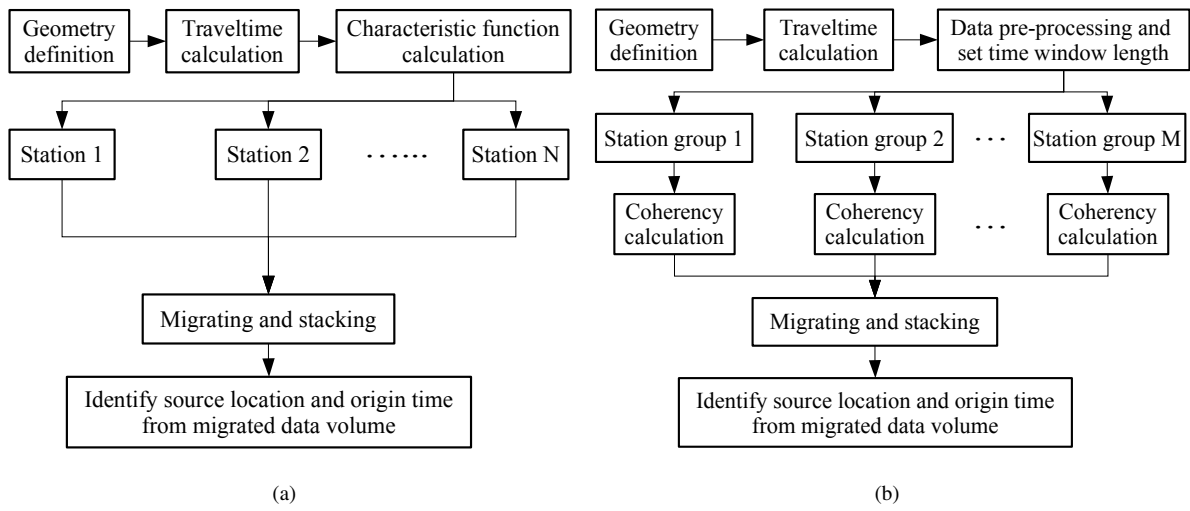 Geometry
definition
Traveltime
calculation
Characteristic function
calculation
Station 1
Station 2
······
Station N
Migrating and stacking
Identify source location and origin time
from migrated data volume
(a)
Geometry
definition
Traveltime
calculation
Data pre-processing and
set time window length
Station group 1
Station group 2
···
Station group M
Coherency
calculation
Coherency
calculation
···
Coherency
calculation
Migrating and stacking
Identify source location and origin time
from migrated data volume
(b)